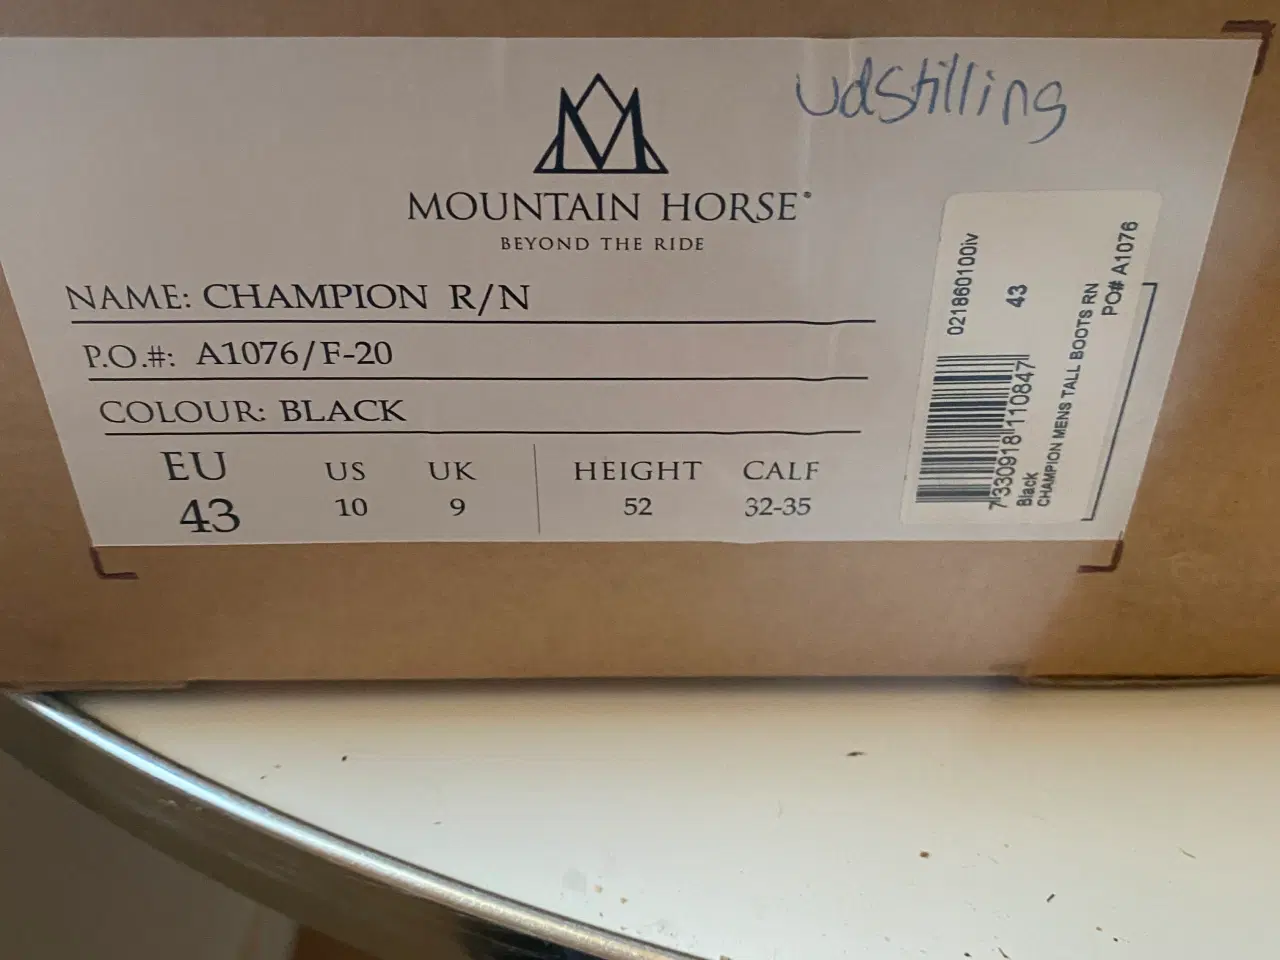 udstilling
MOUNTAIN HORSE®
BEYOND THE RIDE
NAME: CHAMPION R/N
P.O.#: A1076/F-20
COLOUR: BLACK
EU US UK HEIGHT CALF
43 10 9 52 32-35
021860100iv
43
7330918110847
Black
CHAMPION MENS TALL BOOTS RN
PO# A1076